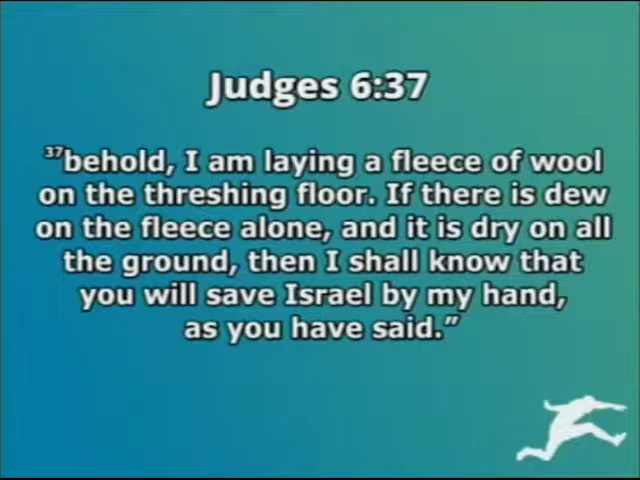 Judges 6:37
³⁷behold, I am laying a fleece of wool
on the threshing floor. If there is dew
on the fleece alone, and it is dry on all
the ground, then I shall know that
you will save Israel by my hand,
as you have said.”